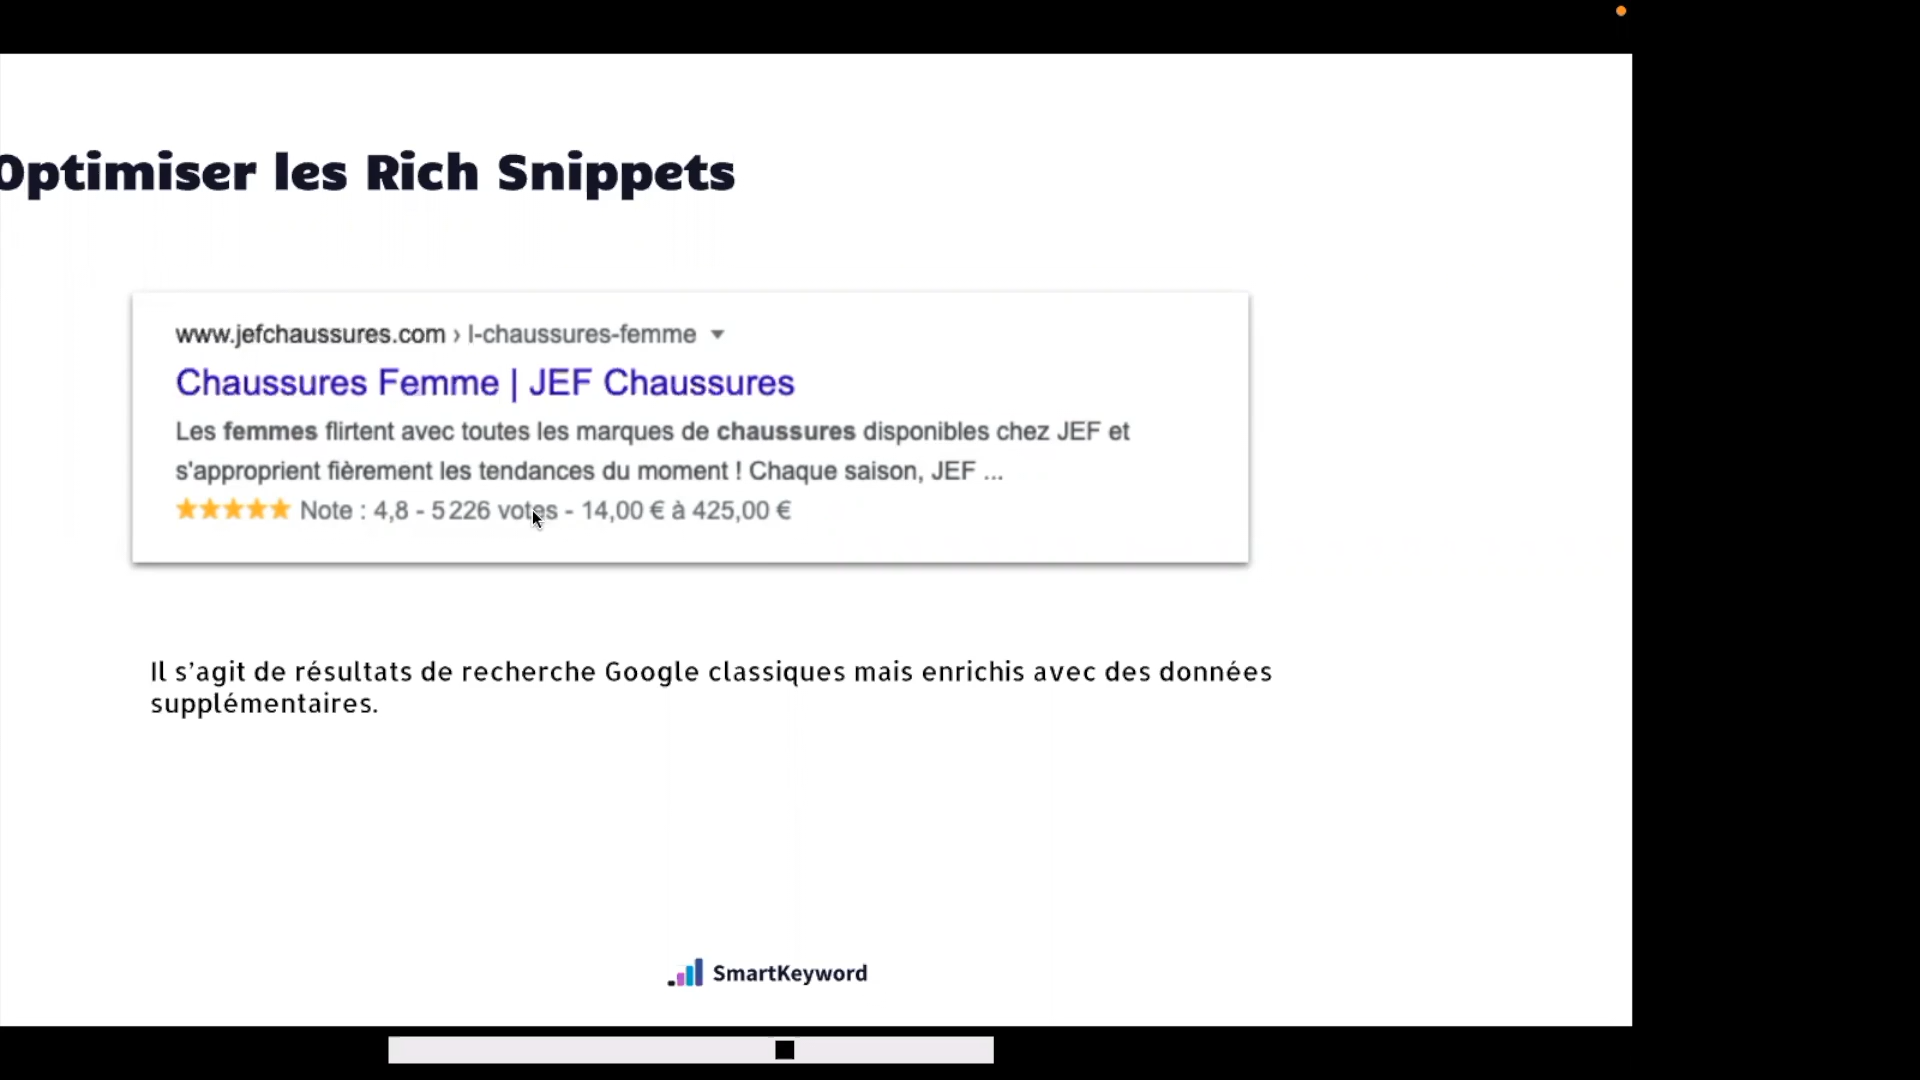 Optimiser les Rich Snippets
www.jefchaussures.com › l-chaussures-femme
Chaussures Femme | JEF Chaussures
Les femmes flirtent avec toutes les marques de chaussures disponibles chez JEF et
s'approprient fièrement les tendances du moment ! Chaque saison, JEF ...
Note : 4,8 - 5 226 votes - 14,00 € à 425,00 €
Il s’agit de résultats de recherche Google classiques mais enrichis avec des données
supplémentaires.
SmartKeyword